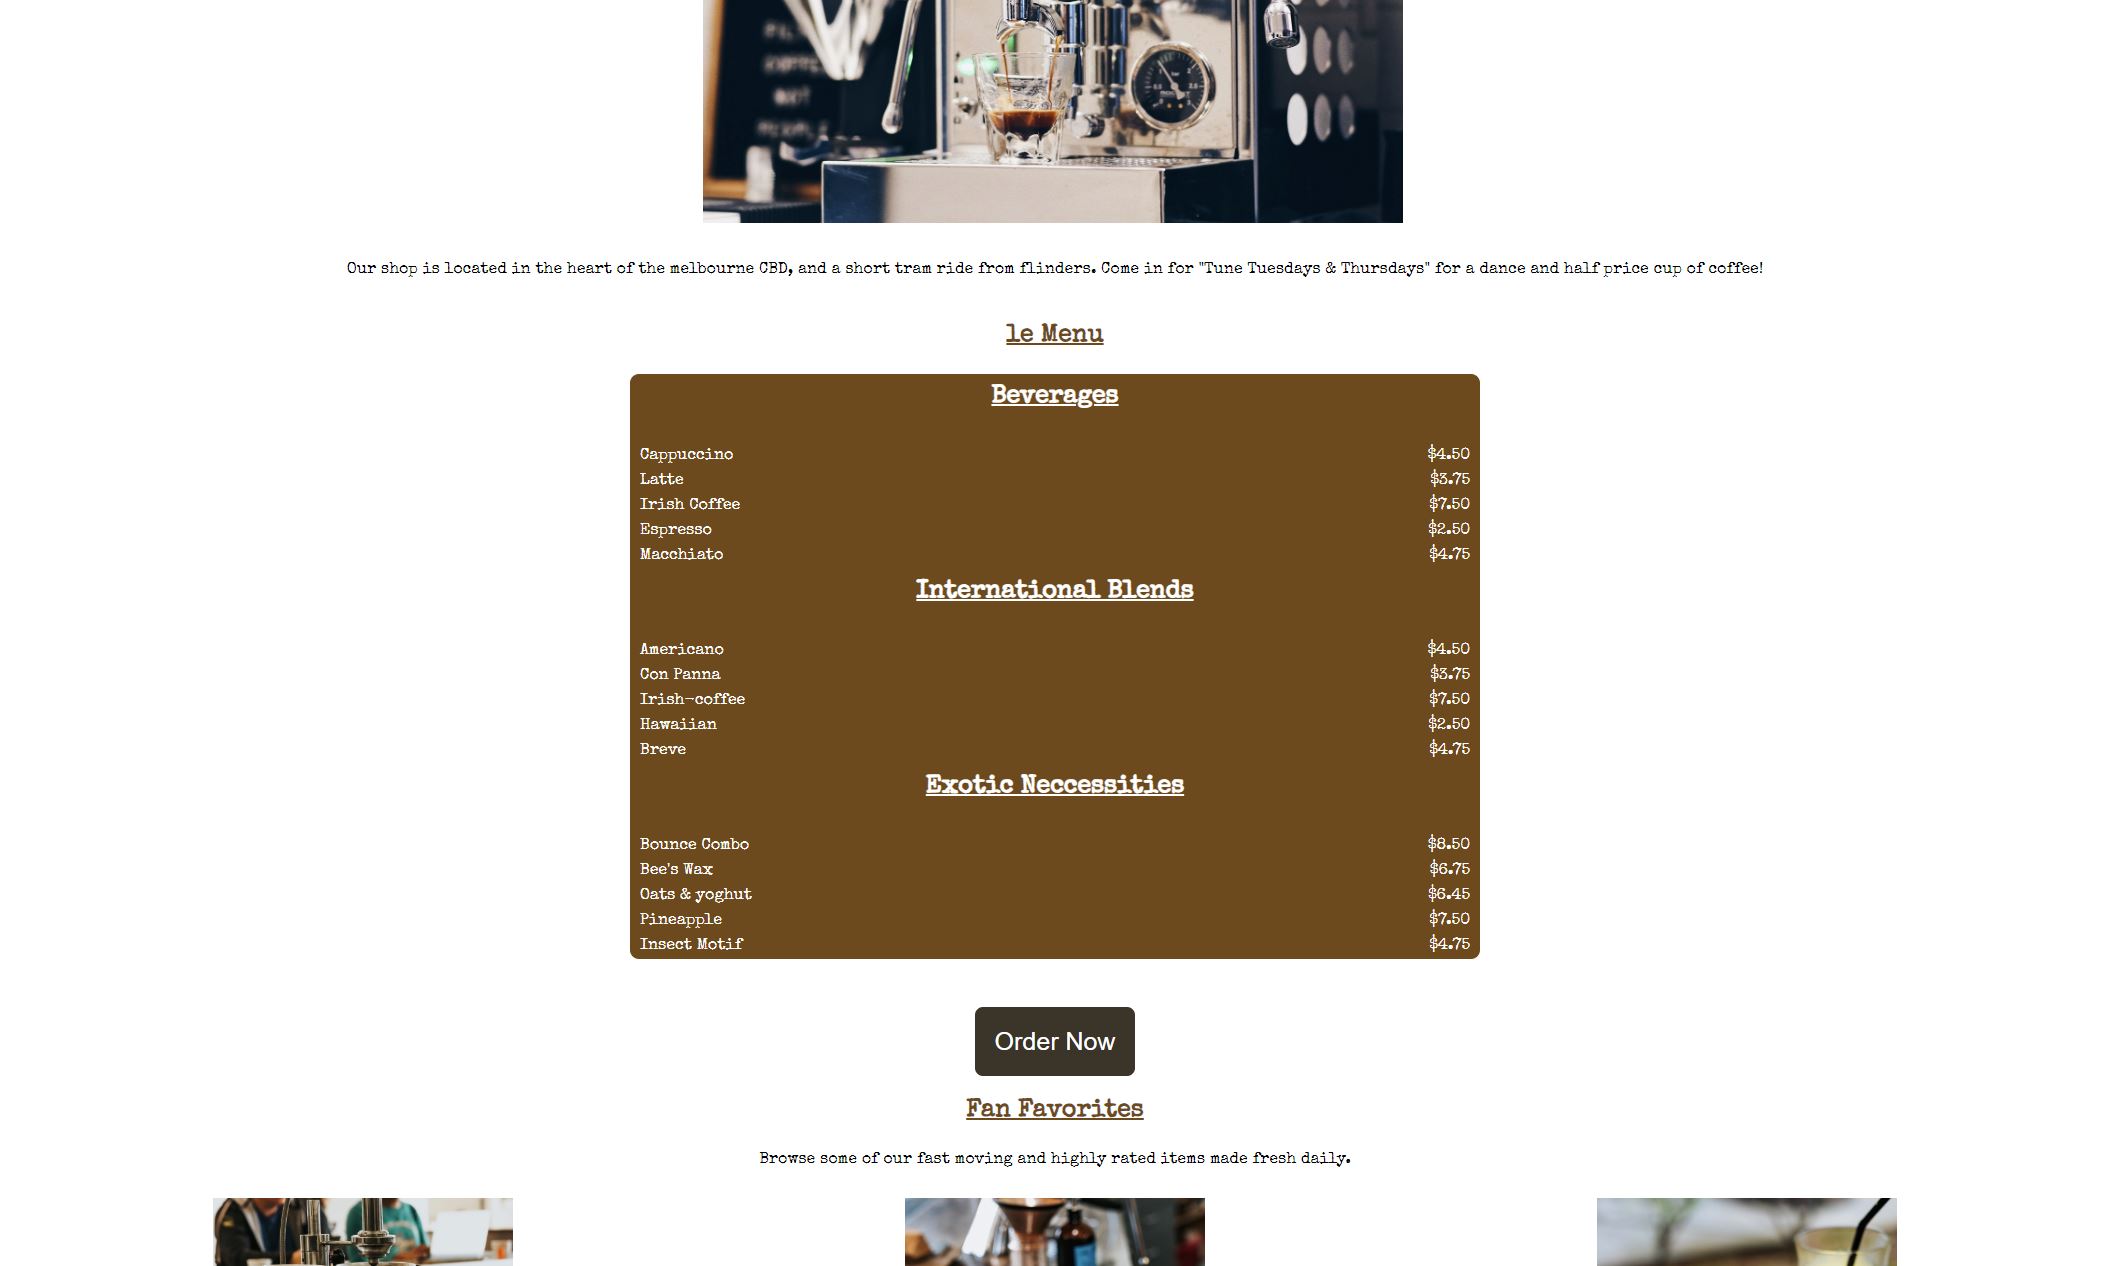 Our shop is located in the heart of the melbourne CBD, and a short tram ride from flinders. Come in for "Tune Tuesdays & Thursdays" for a dance and half price cup of coffee!
le Menu
Beverages
Cappuccino $4.50
Latte $3.75
Irish Coffee $7.50
Espresso $2.50
Macchiato $4.75
International Blends
Americano $4.50
Con Panna $3.75
Irish-coffee $7.50
Hawaiian $2.50
Breve $4.75
Exotic Neccessities
Bounce Combo $8.50
Bee's Wax $6.75
Oats & yoghut $6.45
Pineapple $7.50
Insect Motif $4.75
Order Now
Fan Favorites
Browse some of our fast moving and highly rated items made fresh daily.